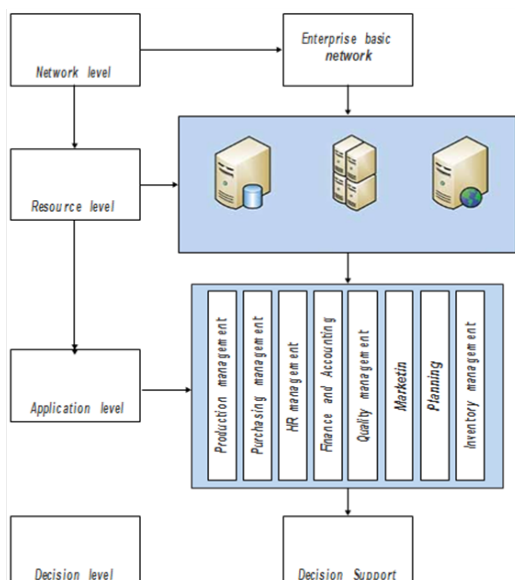 Enterprise basic
network
Network level
Resource level
Production management
Purchasing management
HR management
Finance and Accounting
Quality management
Marketin
Planning
Inventory management
Application level
Decision level
Decision Support